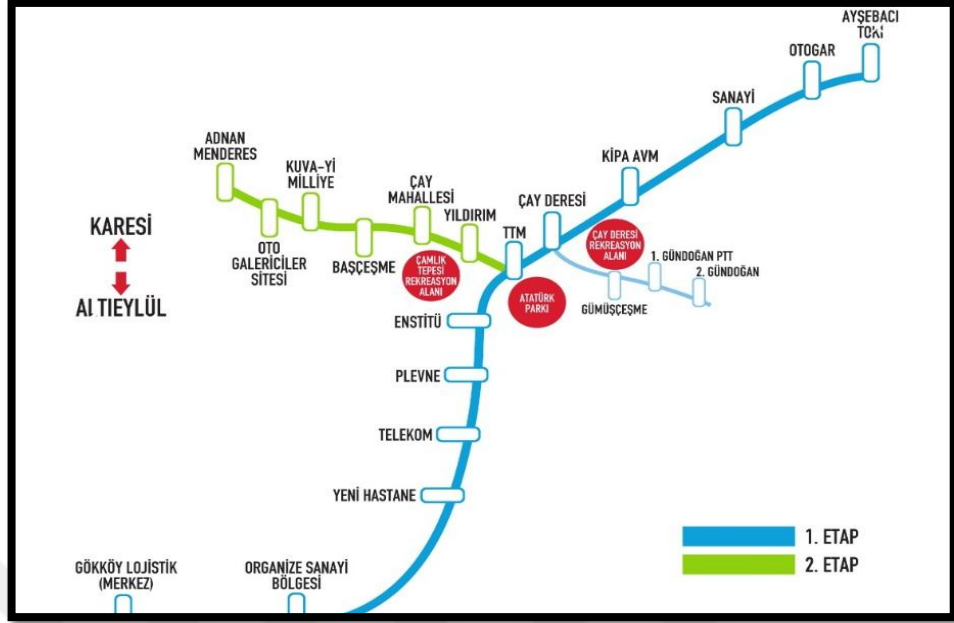 AYŞEBACI
TOKİ
OTOGAR
SANAYİ
KİPA AVM
ÇAY DERESİ
TTM
ADNAN
MENDERES
KUVA-Yİ
MİLLİYE
ÇAY
MAHALLESİ
YILDIRIM
OTO
GALERİCİLER
SİTESİ
BAŞÇEŞME
ÇAMLIK
TEPESİ
REKREASYON
ALANI
ATATÜRK
PARKI
ÇAY DERESİ
REKREASYON
ALANI
1. GÜNDOĞAN PTT
2. GÜNDOĞAN
GÜMÜŞÇEŞME
KARESİ
ALTIEYLÜL
ENSTİTÜ
PLEVNE
TELEKOM
YENİ HASTANE
GÖKKÖY LOJİSTİK
(MERKEZ)
ORGANİZE SANAYİ
BÖLGESİ
1. ETAP
2. ETAP